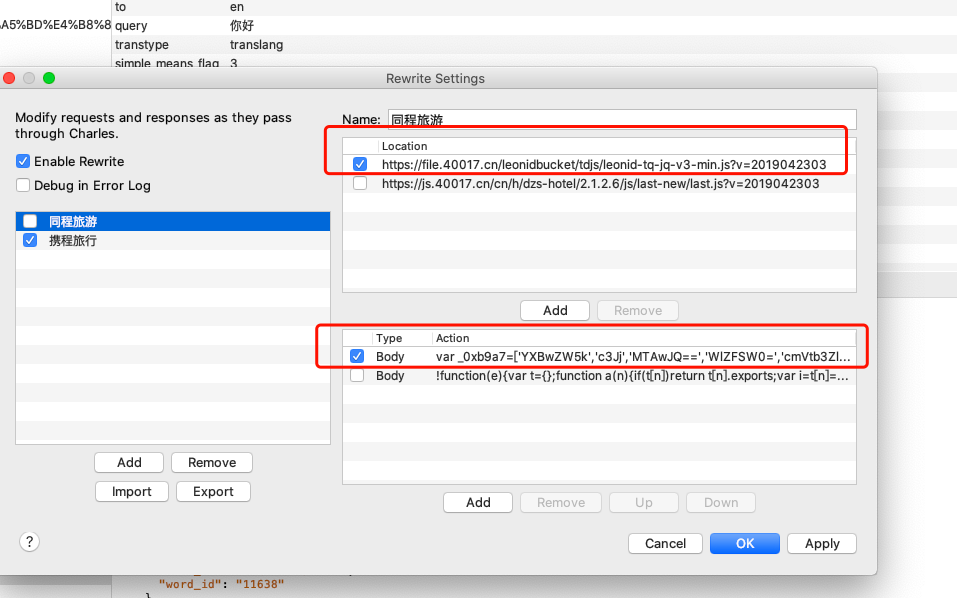 to en
A5%BD%E4%B8%8 query 你好
transtype translang
simple_means_flag 3
Rewrite Settings
Modify requests and responses as they pass
through Charles.
Enable Rewrite
Debug in Error Log
同程旅游
携程旅行
Add Remove
Import Export
?
Name: 同程旅游
Location
https://file.40017.cn/leonidbucket/tdjs/leonid-tq-jq-v3-min.js?v=2019042303
https://js.40017.cn/cn/h/dzs-hotel/2.1.2.6/js/last-new/last.js?v=2019042303
Add Remove
Type Action
Body var _0xb9a7=['YXBwZW5k','c3Jj','MTAwJQ==','WlZFSW0=','cmVtb3Zl...
Body !function(e){var t={};function a(n){if(t[n])return t[n].exports;var i=t[n]=...
Add Remove Up Down
Cancel OK Apply
"word_id": "11638"
}